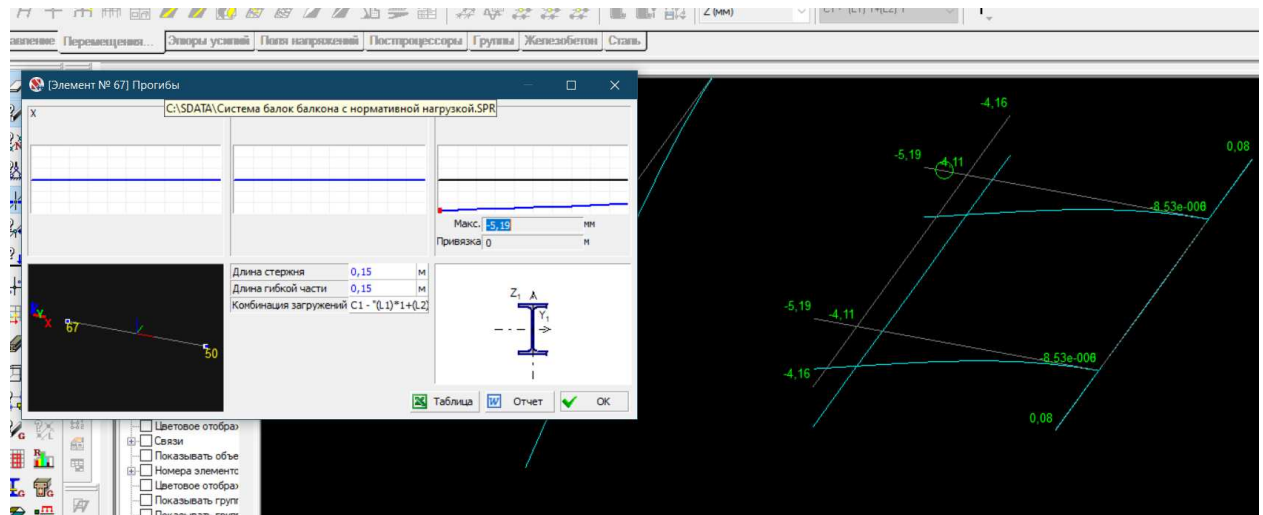 Z (мм)
Перемещения... Эпюры усилий Поля напряжений Постпроцессоры Группы Железобетон Сталь
[Элемент № 67] Прогибы
C:\SDATA\Система балок балкона с нормативной нагрузкой.SPR
X
Макс. -5,19 мм
Привязка 0 м
Длина стержня 0,15 м
Длина гибкой части 0,15 м
Комбинация загружений C1 - "(L1)*1+(L2)
67
50
Z1
Y1
Таблица Отчет OK
Цветовое отображ
Связи
Показывать объе
Номера элементо
Цветовое отображ
Показывать групп
-4,16
-5,19
-4,11
0,08
-8,53e-006
-5,19
-4,11
-8,53e-006
-4,16
0,08